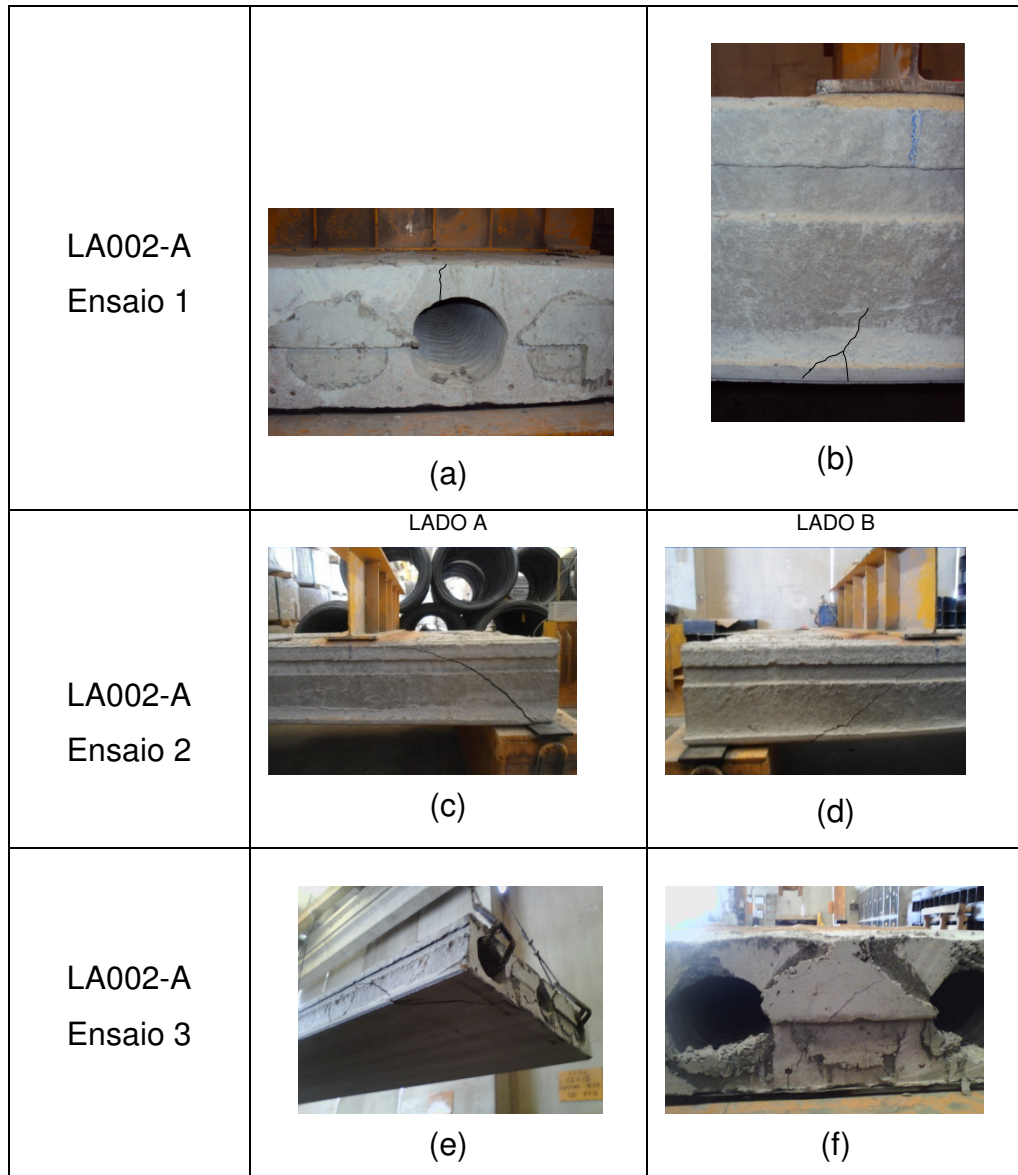 LA002-A
Ensaio 1
(a)
(b)
LADO A
LADO B
LA002-A
Ensaio 2
(c)
(d)
LA002-A
Ensaio 3
(e)
(f)